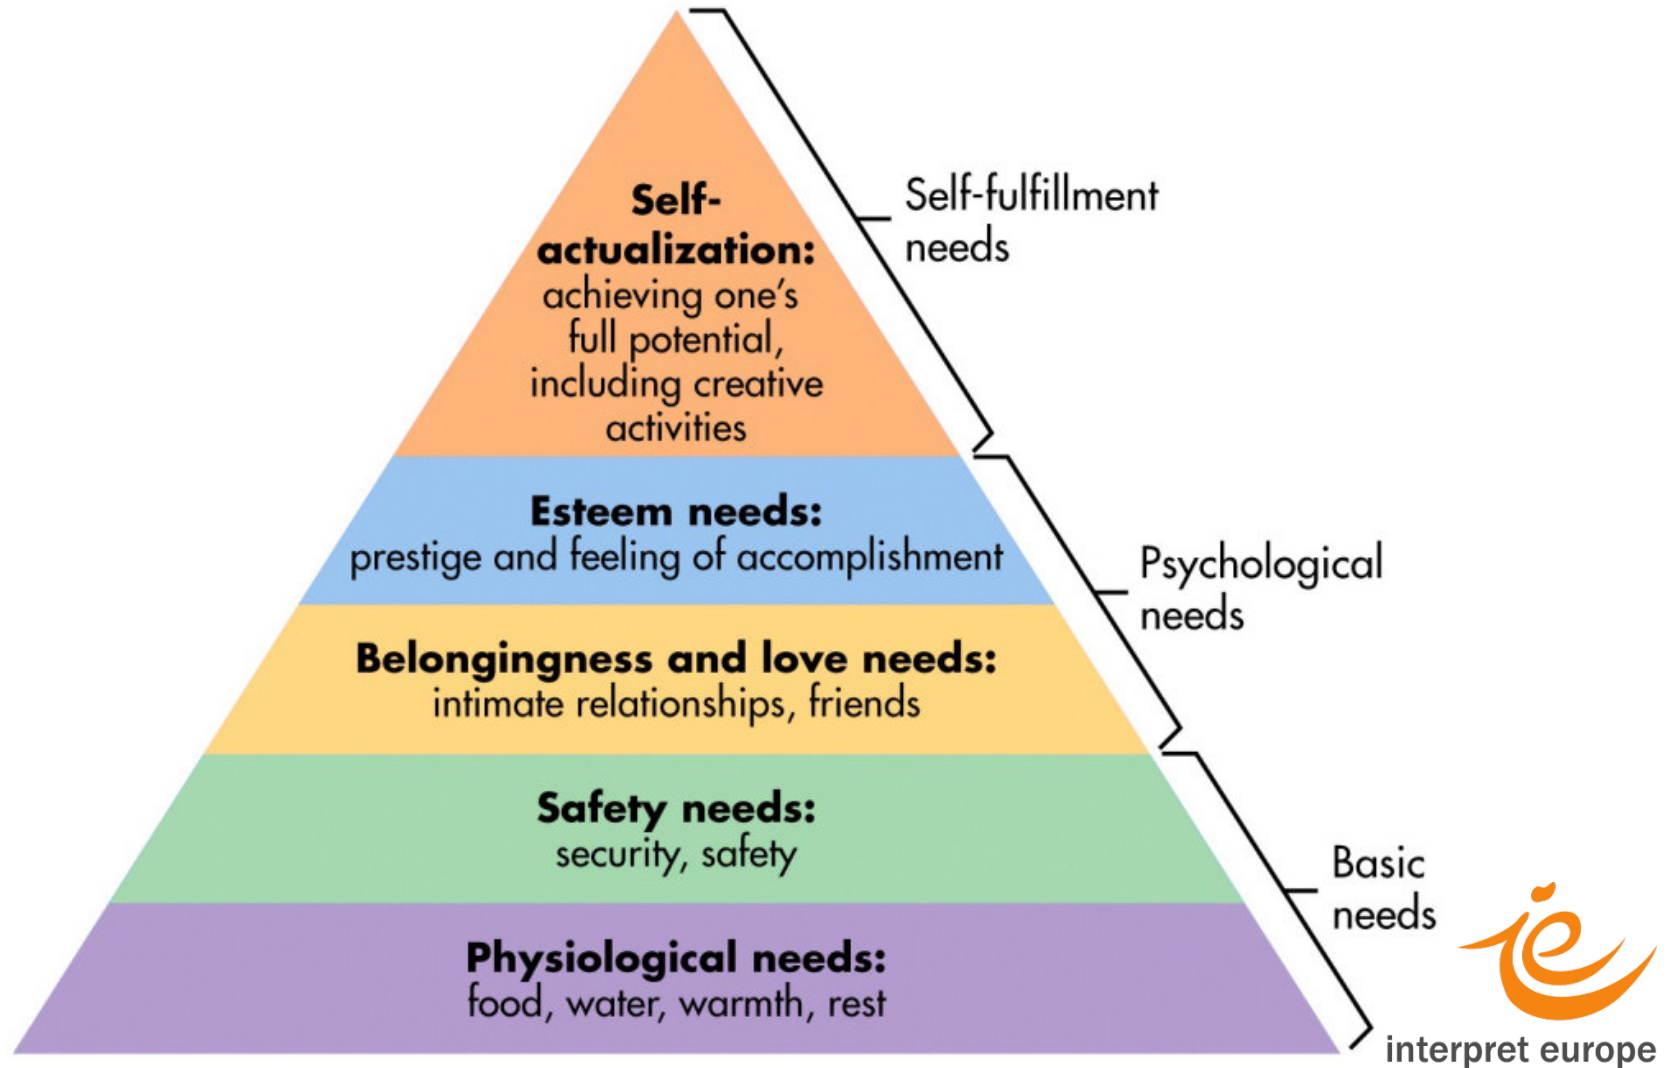 Self-
actualization:
achieving one's
full potential,
including creative
activities
Self-fulfillment
needs
Esteem needs:
prestige and feeling of accomplishment
Belongingness and love needs:
intimate relationships, friends
Psychological
needs
Safety needs:
security, safety
Physiological needs:
food, water, warmth, rest
Basic
needs
interpret europe